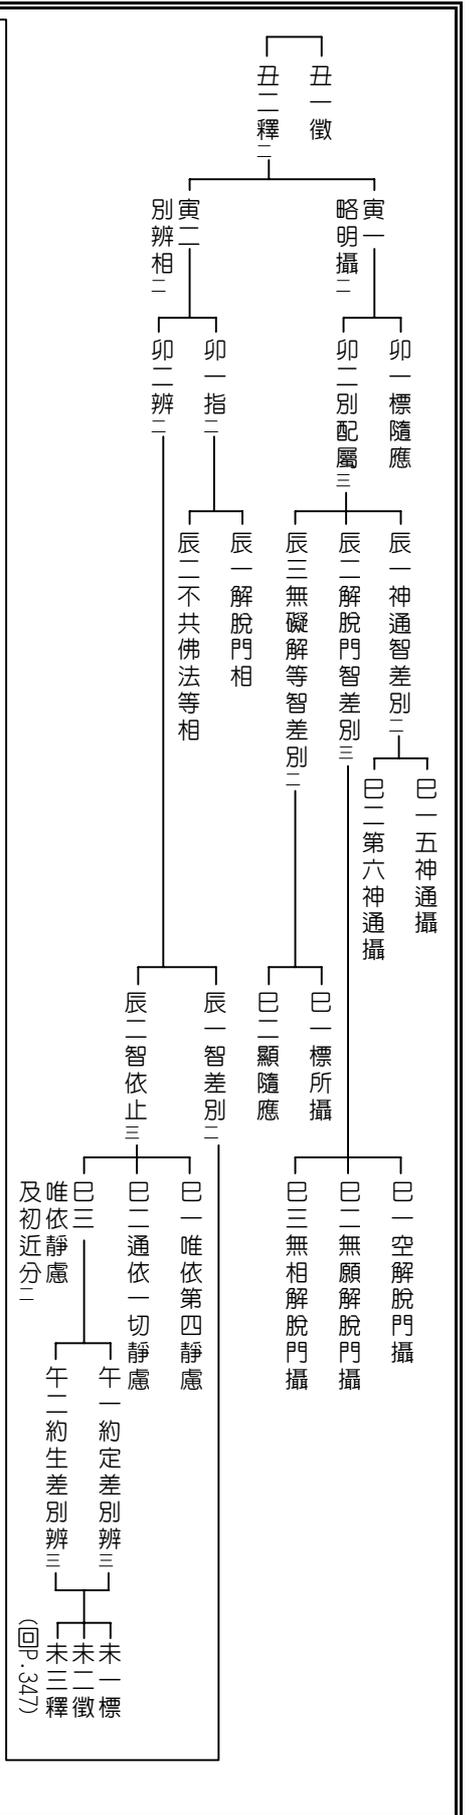 丑一徵
丑二釋二
寅一
略明攝二
寅二
別辨相二
卯一標隨應
卯二別配屬三
卯一指二
卯二辨二
辰一神通智差別二
辰二解脫門智差別三
辰三無礙解等智差別二
辰一解脫門相
辰二不共佛法等相
巳一五神通攝
巳二第六神通攝
巳一標所攝
巳二顯隨應
辰一智差別二
辰二智依止三
巳一空解脫門攝
巳二無願解脫門攝
巳三無相解脫門攝
巳一唯依第四靜慮
巳二通依一切靜慮
巳三
唯依靜慮
及初近分二
午一約定差別辨三
午二約生差別辨三
未一標
未二徵
未三釋
(回P.347)